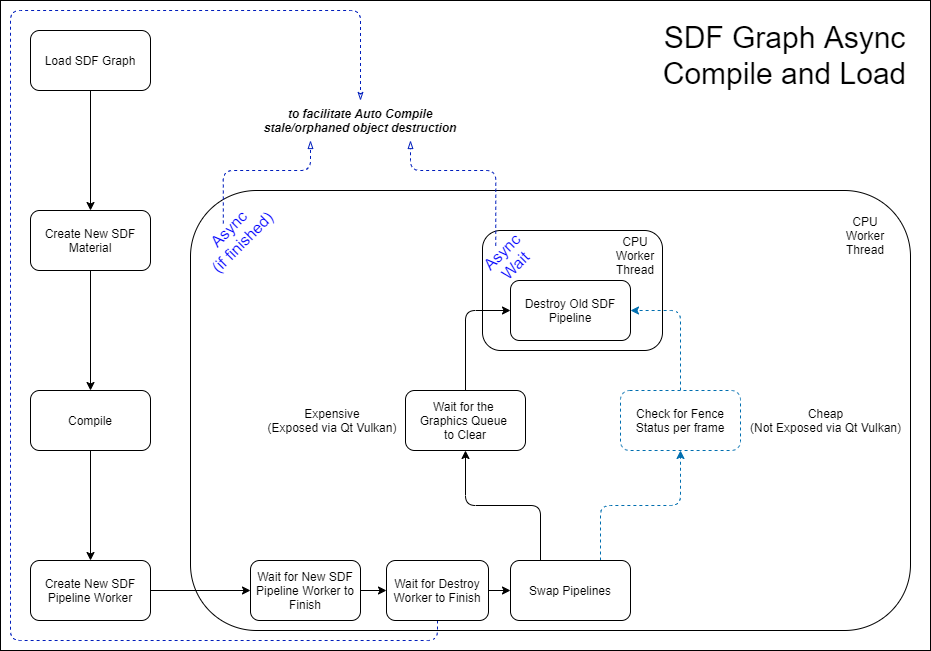 SDF Graph Async
Compile and Load
Load SDF Graph
to facilitate Auto Compile
stale/orphaned object destruction
Create New SDF
Material
Async
(if finished)
Async
Wait
CPU
Worker
Thread
CPU
Worker
Thread
Destroy Old SDF
Pipeline
Compile
Expensive
(Exposed via Qt Vulkan)
Wait for the
Graphics Queue
to Clear
Check for Fence
Status per frame
Cheap
(Not Exposed via Qt Vulkan)
Create New SDF
Pipeline Worker
Wait for New SDF
Pipeline Worker to
Finish
Wait for Destroy
Worker to Finish
Swap Pipelines